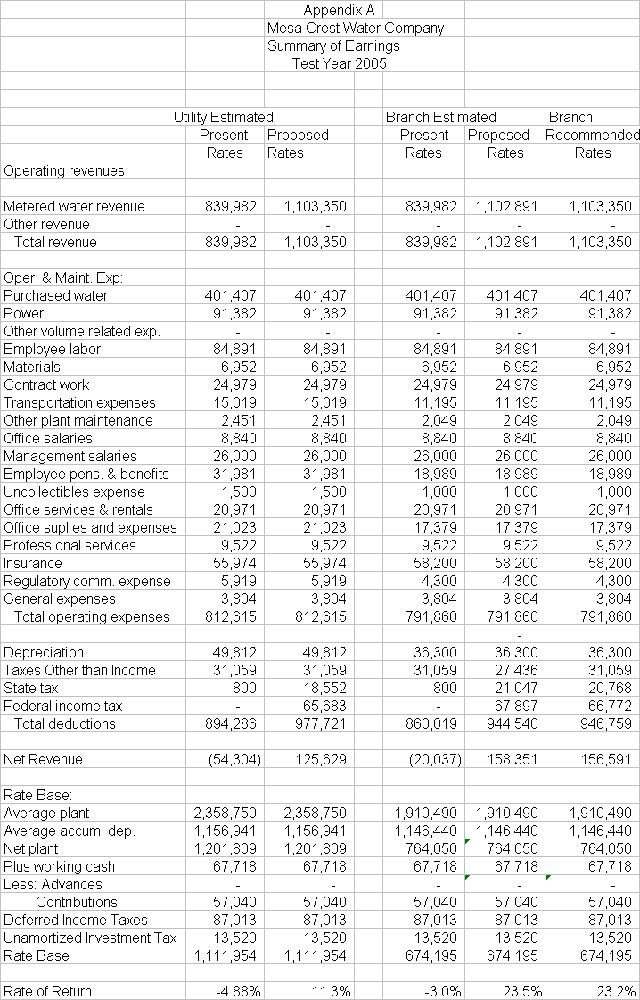 Appendix A
Mesa Crest Water Company
Summary of Earnings
Test Year 2005
Utility Estimated Branch Estimated Branch
Present Proposed Present Proposed Recommended
Rates Rates Rates Rates Rates
Operating revenues
Metered water revenue 839,982 1,103,350 839,982 1,102,891 1,103,350
Other revenue - - - - -
Total revenue 839,982 1,103,350 839,982 1,102,891 1,103,350
Oper. & Maint. Exp:
Purchased water 401,407 401,407 401,407 401,407 401,407
Power 91,382 91,382 91,382 91,382 91,382
Other volume related exp. - - - - -
Employee labor 84,891 84,891 84,891 84,891 84,891
Materials 6,952 6,952 6,952 6,952 6,952
Contract work 24,979 24,979 24,979 24,979 24,979
Transportation expenses 15,019 15,019 11,195 11,195 11,195
Other plant maintenance 2,451 2,451 2,049 2,049 2,049
Office salaries 8,840 8,840 8,840 8,840 8,840
Management salaries 26,000 26,000 26,000 26,000 26,000
Employee pens. & benefits 31,981 31,981 18,989 18,989 18,989
Uncollectibles expense 1,500 1,500 1,000 1,000 1,000
Office services & rentals 20,971 20,971 20,971 20,971 20,971
Office suplies and expenses 21,023 21,023 17,379 17,379 17,379
Professional services 9,522 9,522 9,522 9,522 9,522
Insurance 55,974 55,974 58,200 58,200 58,200
Regulatory comm. expense 5,919 5,919 4,300 4,300 4,300
General expenses 3,804 3,804 3,804 3,804 3,804
Total operating expenses 812,615 812,615 791,860 791,860 791,860
-
Depreciation 49,812 49,812 36,300 36,300 36,300
Taxes Other than Income 31,059 31,059 31,059 27,436 31,059
State tax 800 18,552 800 21,047 20,768
Federal income tax - 65,683 - 67,897 66,772
Total deductions 894,286 977,721 860,019 944,540 946,759
Net Revenue (54,304) 125,629 (20,037) 158,351 156,591
Rate Base:
Average plant 2,358,750 2,358,750 1,910,490 1,910,490 1,910,490
Average accum. dep. 1,156,941 1,156,941 1,146,440 1,146,440 1,146,440
Net plant 1,201,809 1,201,809 764,050 764,050 764,050
Plus working cash 67,718 67,718 67,718 67,718 67,718
Less: Advances - - - - -
Contributions 57,040 57,040 57,040 57,040 57,040
Deferred Income Taxes 87,013 87,013 87,013 87,013 87,013
Unamortized Investment Tax 13,520 13,520 13,520 13,520 13,520
Rate Base 1,111,954 1,111,954 674,195 674,195 674,195
Rate of Return -4.88% 11.3% -3.0% 23.5% 23.2%